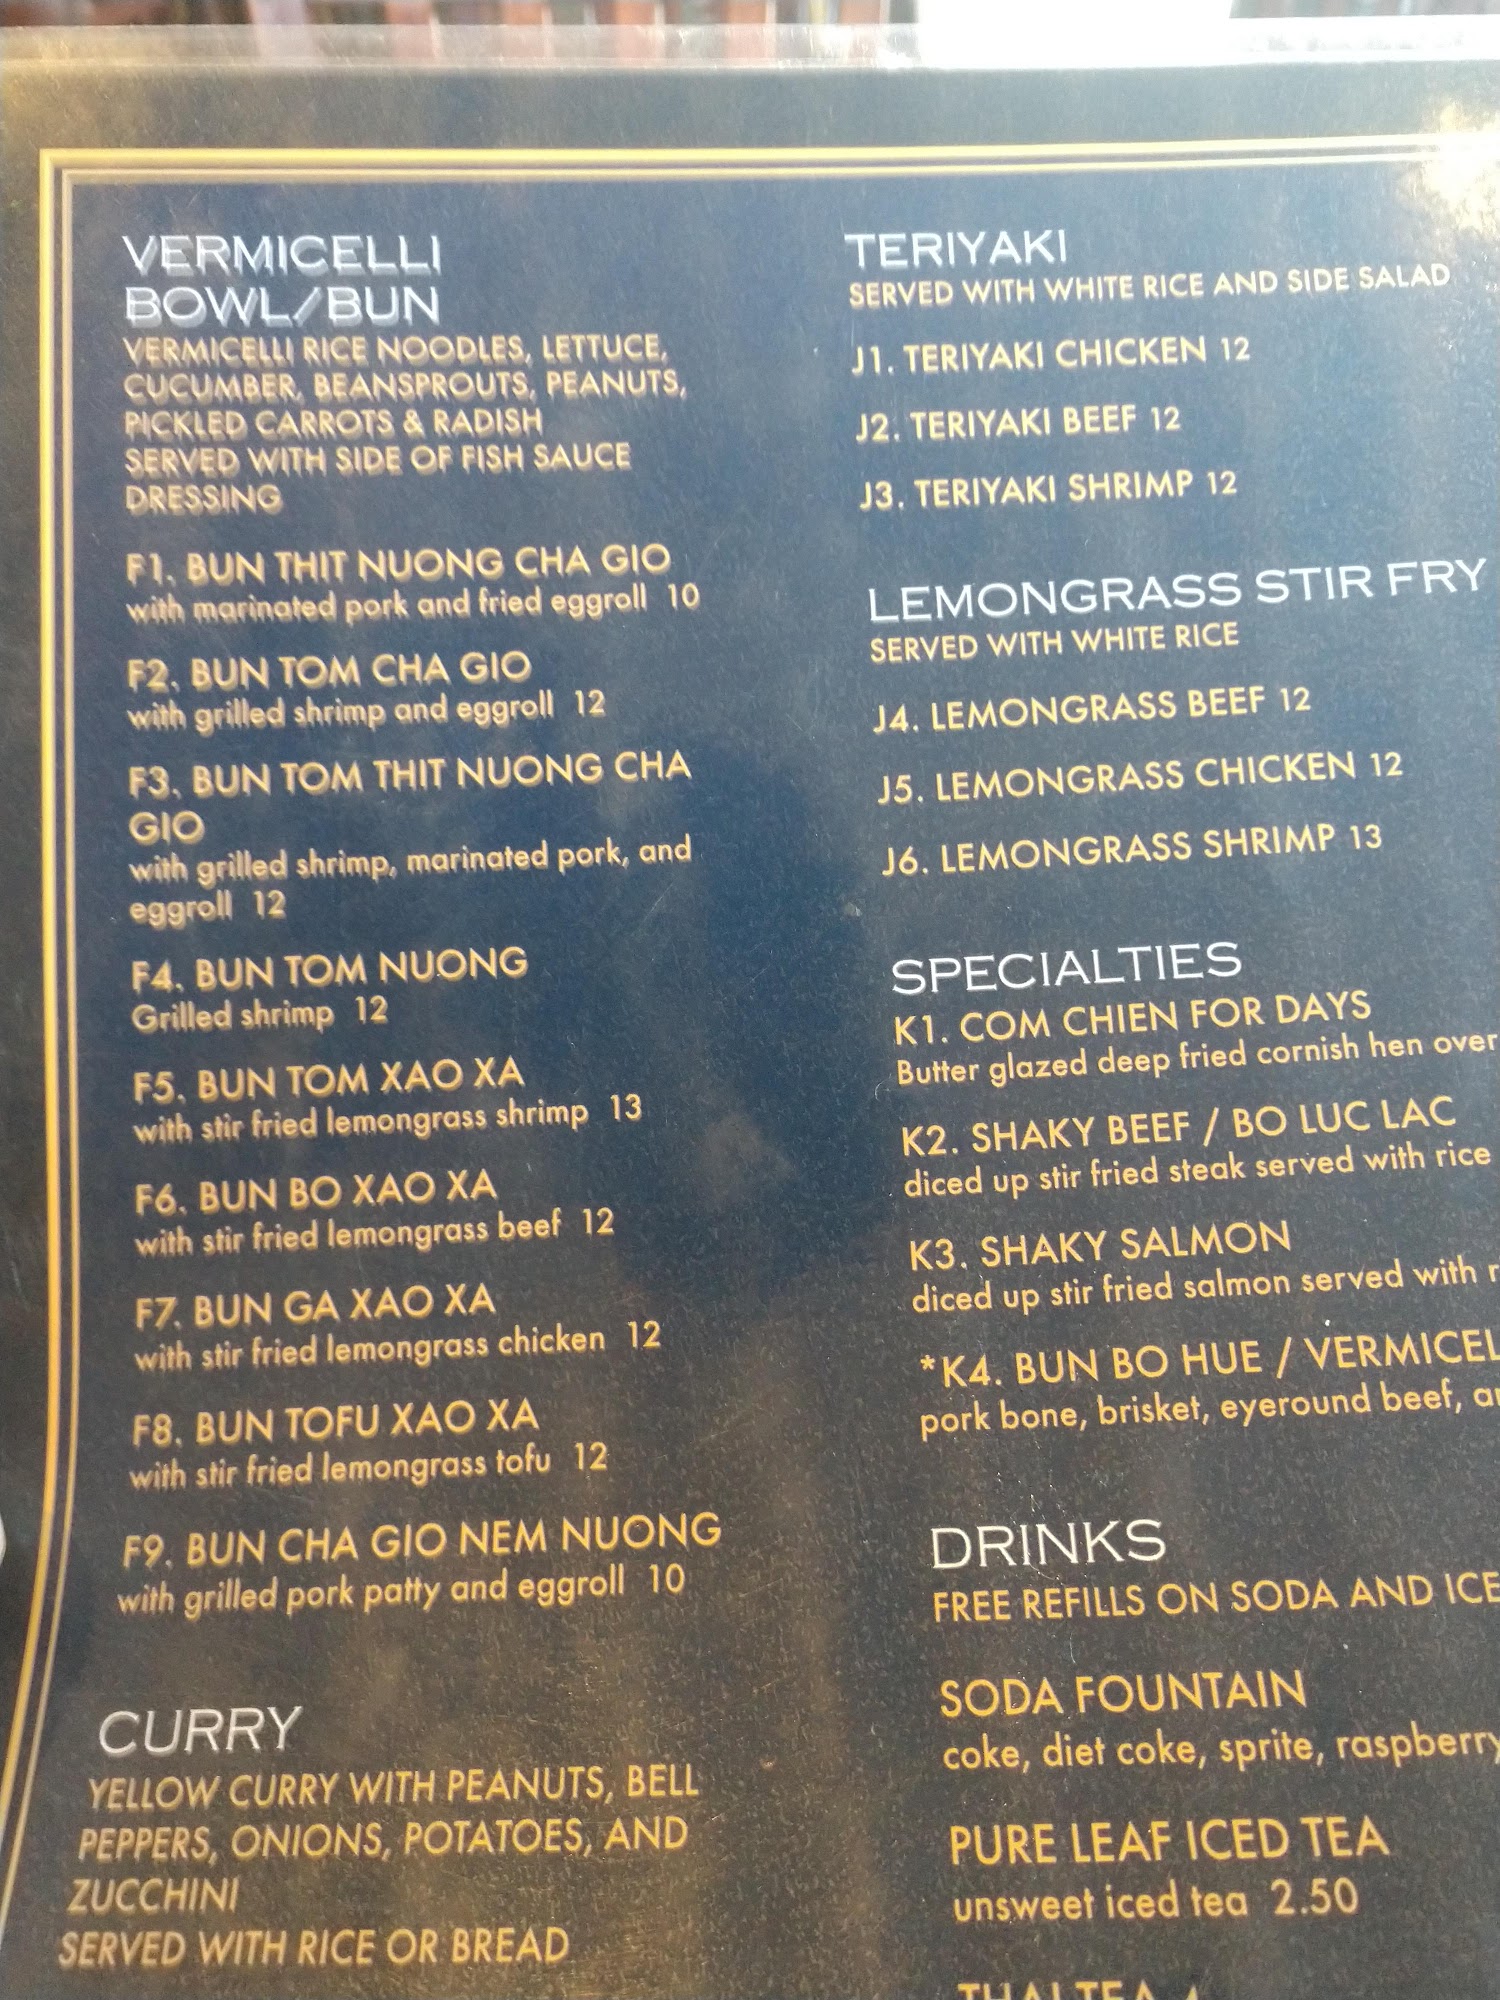 VERMICELLI
BOWL/BUN
VERMICELLI RICE NOODLES, LETTUCE,
CUCUMBER, BEANSPROUTS, PEANUTS,
PICKLED CARROTS & RADISH
SERVED WITH SIDE OF FISH SAUCE
DRESSING
F1. BUN THIT NUONG CHA GIO
with marinated pork and fried eggroll 10
F2. BUN TOM CHA GIO
with grilled shrimp and eggroll 12
F3. BUN TOM THIT NUONG CHA
GIO
with grilled shrimp, marinated pork, and
eggroll 12
F4. BUN TOM NUONG
Grilled shrimp 12
F5. BUN TOM XAO XA
with stir fried lemongrass shrimp 13
F6. BUN BO XAO XA
with stir fried lemongrass beef 12
F7. BUN GA XAO XA
with stir fried lemongrass chicken 12
F8. BUN TOFU XAO XA
with stir fried lemongrass tofu 12
F9. BUN CHA GIO NEM NUONG
with grilled pork patty and eggroll 10
CURRY
YELLOW CURRY WITH PEANUTS, BELL
PEPPERS, ONIONS, POTATOES, AND
ZUCCHINI
SERVED WITH RICE OR BREAD
TERIYAKI
SERVED WITH WHITE RICE AND SIDE SALAD
J1. TERIYAKI CHICKEN 12
J2. TERIYAKI BEEF 12
J3. TERIYAKI SHRIMP 12
LEMONGRASS STIR FRY
SERVED WITH WHITE RICE
J4. LEMONGRASS BEEF 12
J5. LEMONGRASS CHICKEN 12
J6. LEMONGRASS SHRIMP 13
SPECIALTIES
K1. COM CHIEN FOR DAYS
Butter glazed deep fried cornish hen over
K2. SHAKY BEEF / BO LUC LAC
diced up stir fried steak served with rice
K3. SHAKY SALMON
diced up stir fried salmon served with
*K4. BUN BO HUE / VERMICEL
pork bone, brisket, eyeround beef,
DRINKS
FREE REFILLS ON SODA AND ICE
SODA FOUNTAIN
coke, diet coke, sprite, raspberry
PURE LEAF ICED TEA
unsweet iced tea 2.50
THAI TEA